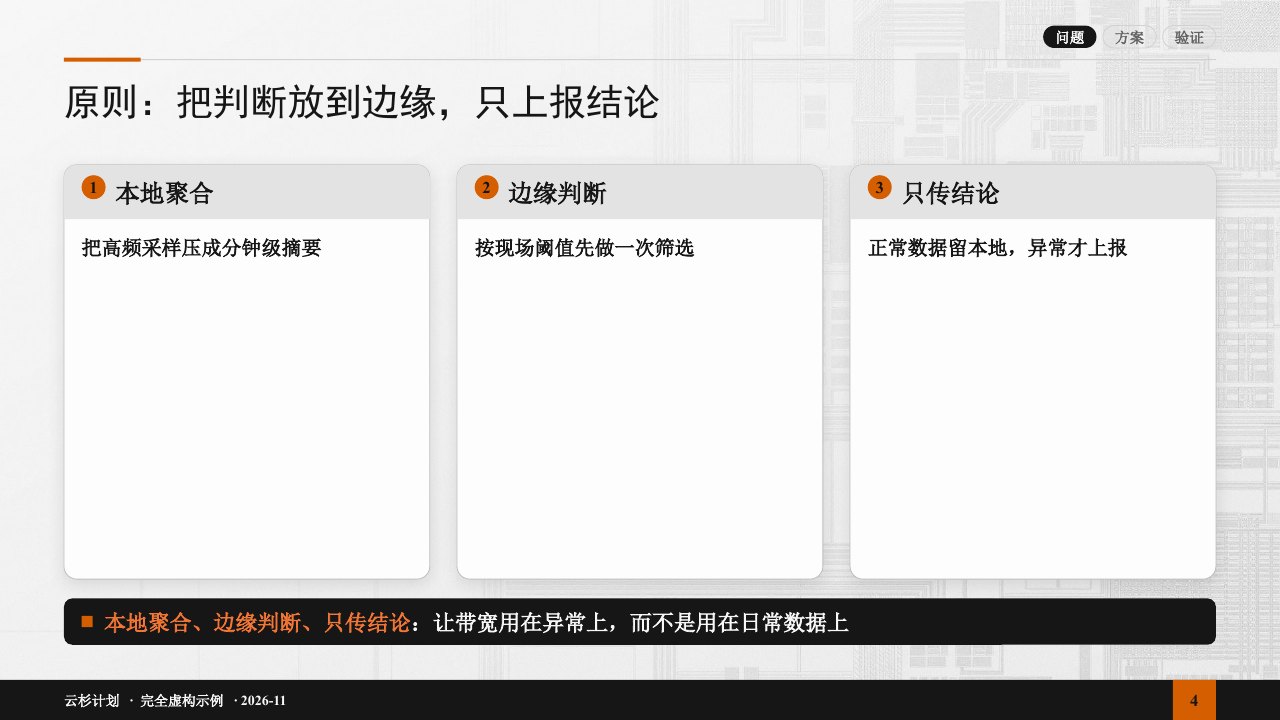 问题 方案 验证
原则：把判断放到边缘，只上报结论
1 本地聚合
把高频采样压成分钟级摘要
2 边缘判断
按现场阈值先做一次筛选
3 只传结论
正常数据留本地，异常才上报
本地聚合、边缘判断、只传结论：让带宽用在异常上，而不是用在日常数据上
云杉计划 · 完全虚构示例 · 2026-11
4